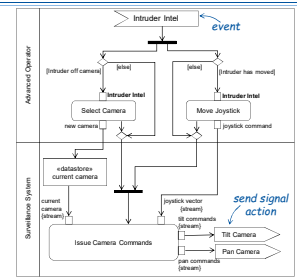 Intruder Intel
event
Advanced Operator
[Intruder off camera]
[else]
[else]
[Intruder has moved]
Intruder Intel
Intruder Intel
Select Camera
Move Joystick
new camera
joystick command
Surveillance System
«datastore»
current camera
current
camera
{stream}
joystick vector
{stream}
tilt commands
{stream}
send signal
action
Issue Camera Commands
Tilt Camera
Pan Camera
pan commands
{stream}